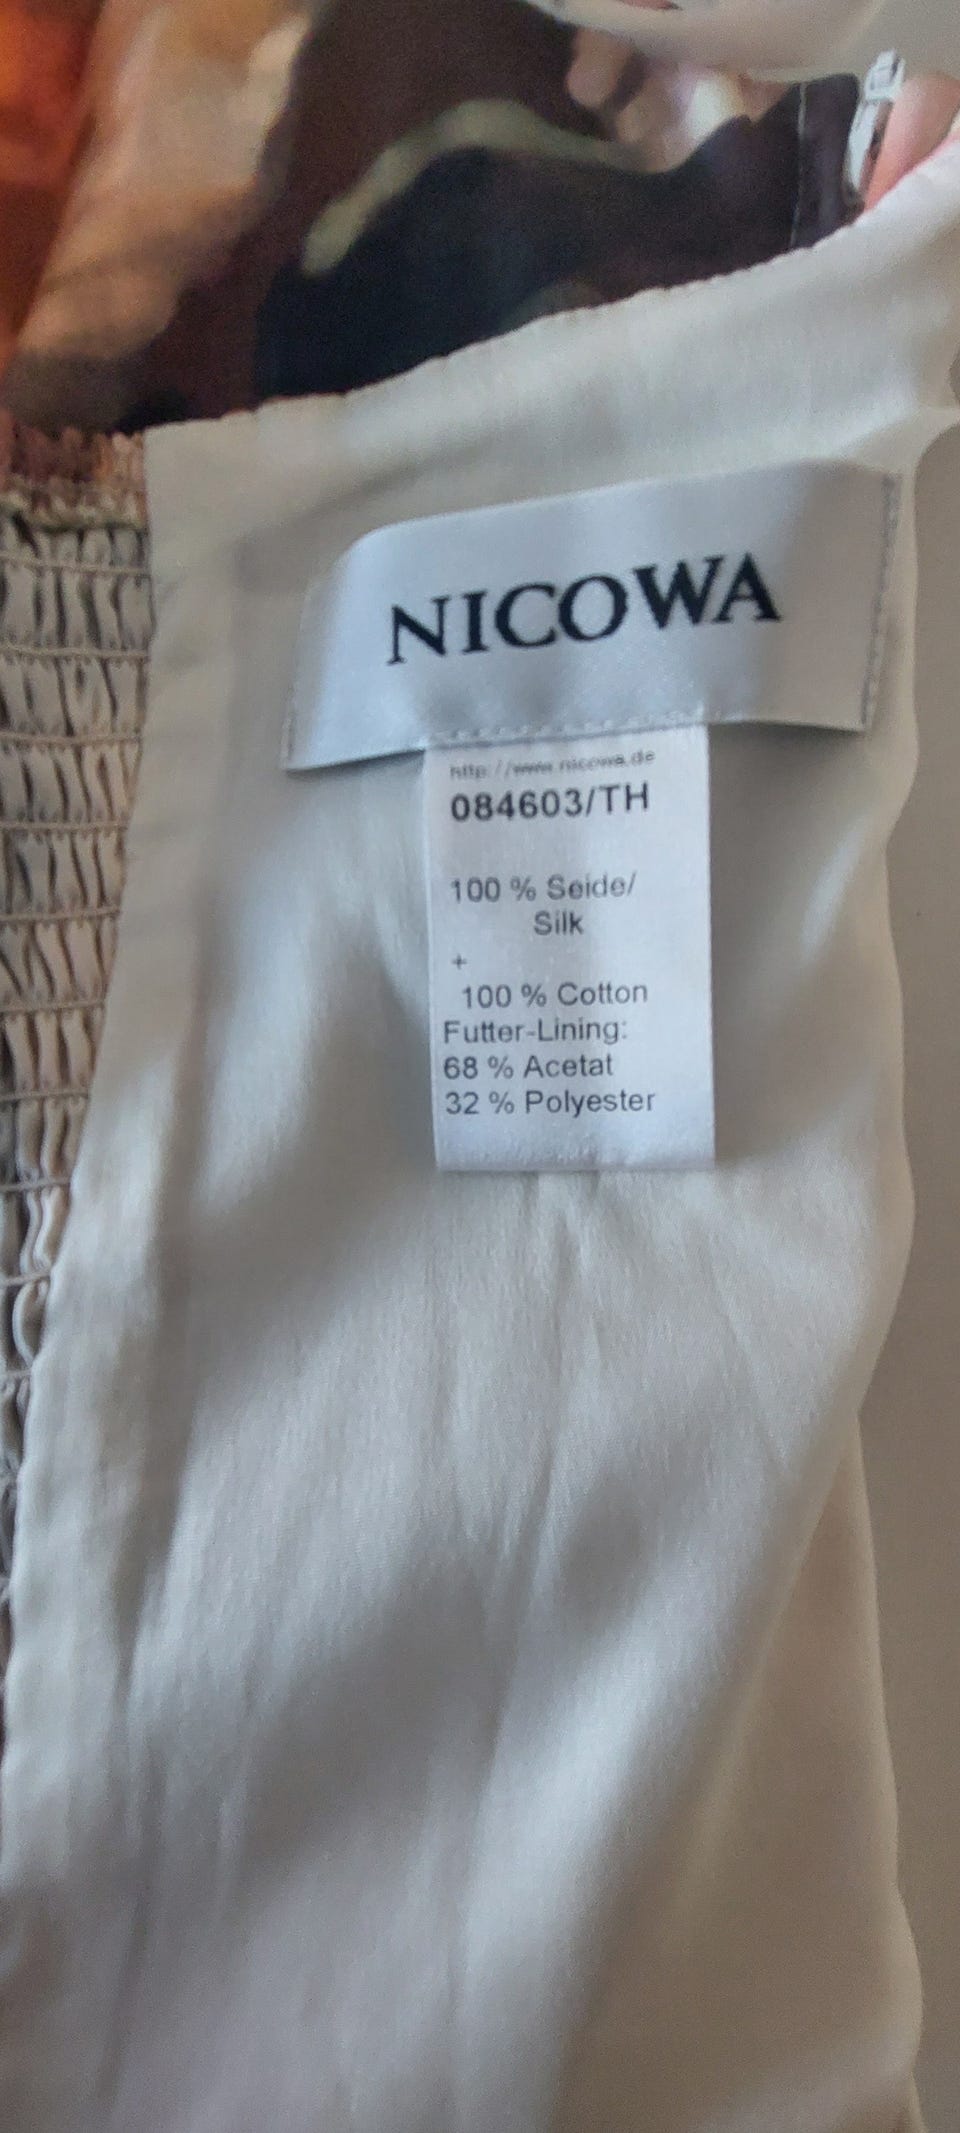 NICOWA
http://www.nicowa.de
084603/TH
100 % Seide/
Silk
+
100 % Cotton
Futter-Lining:
68 % Acetat
32 % Polyester